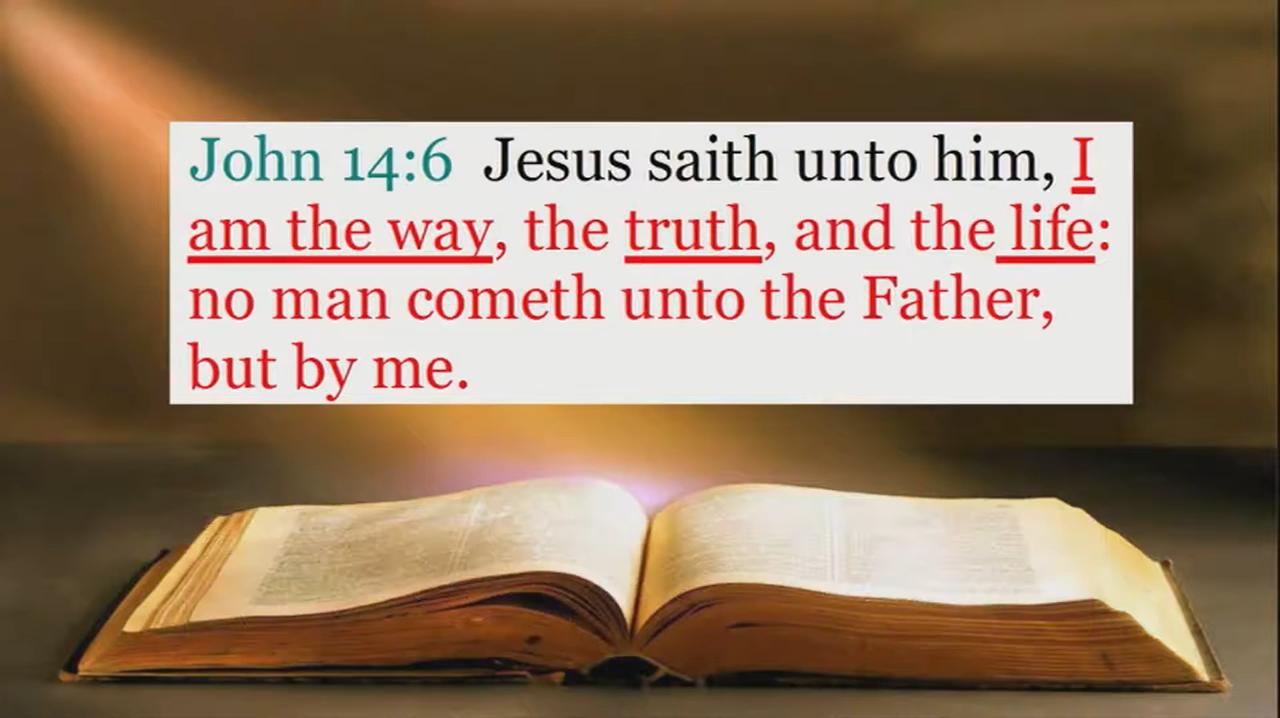 John 14:6 Jesus saith unto him, I
am the way, the truth, and the life:
no man cometh unto the Father,
but by me.